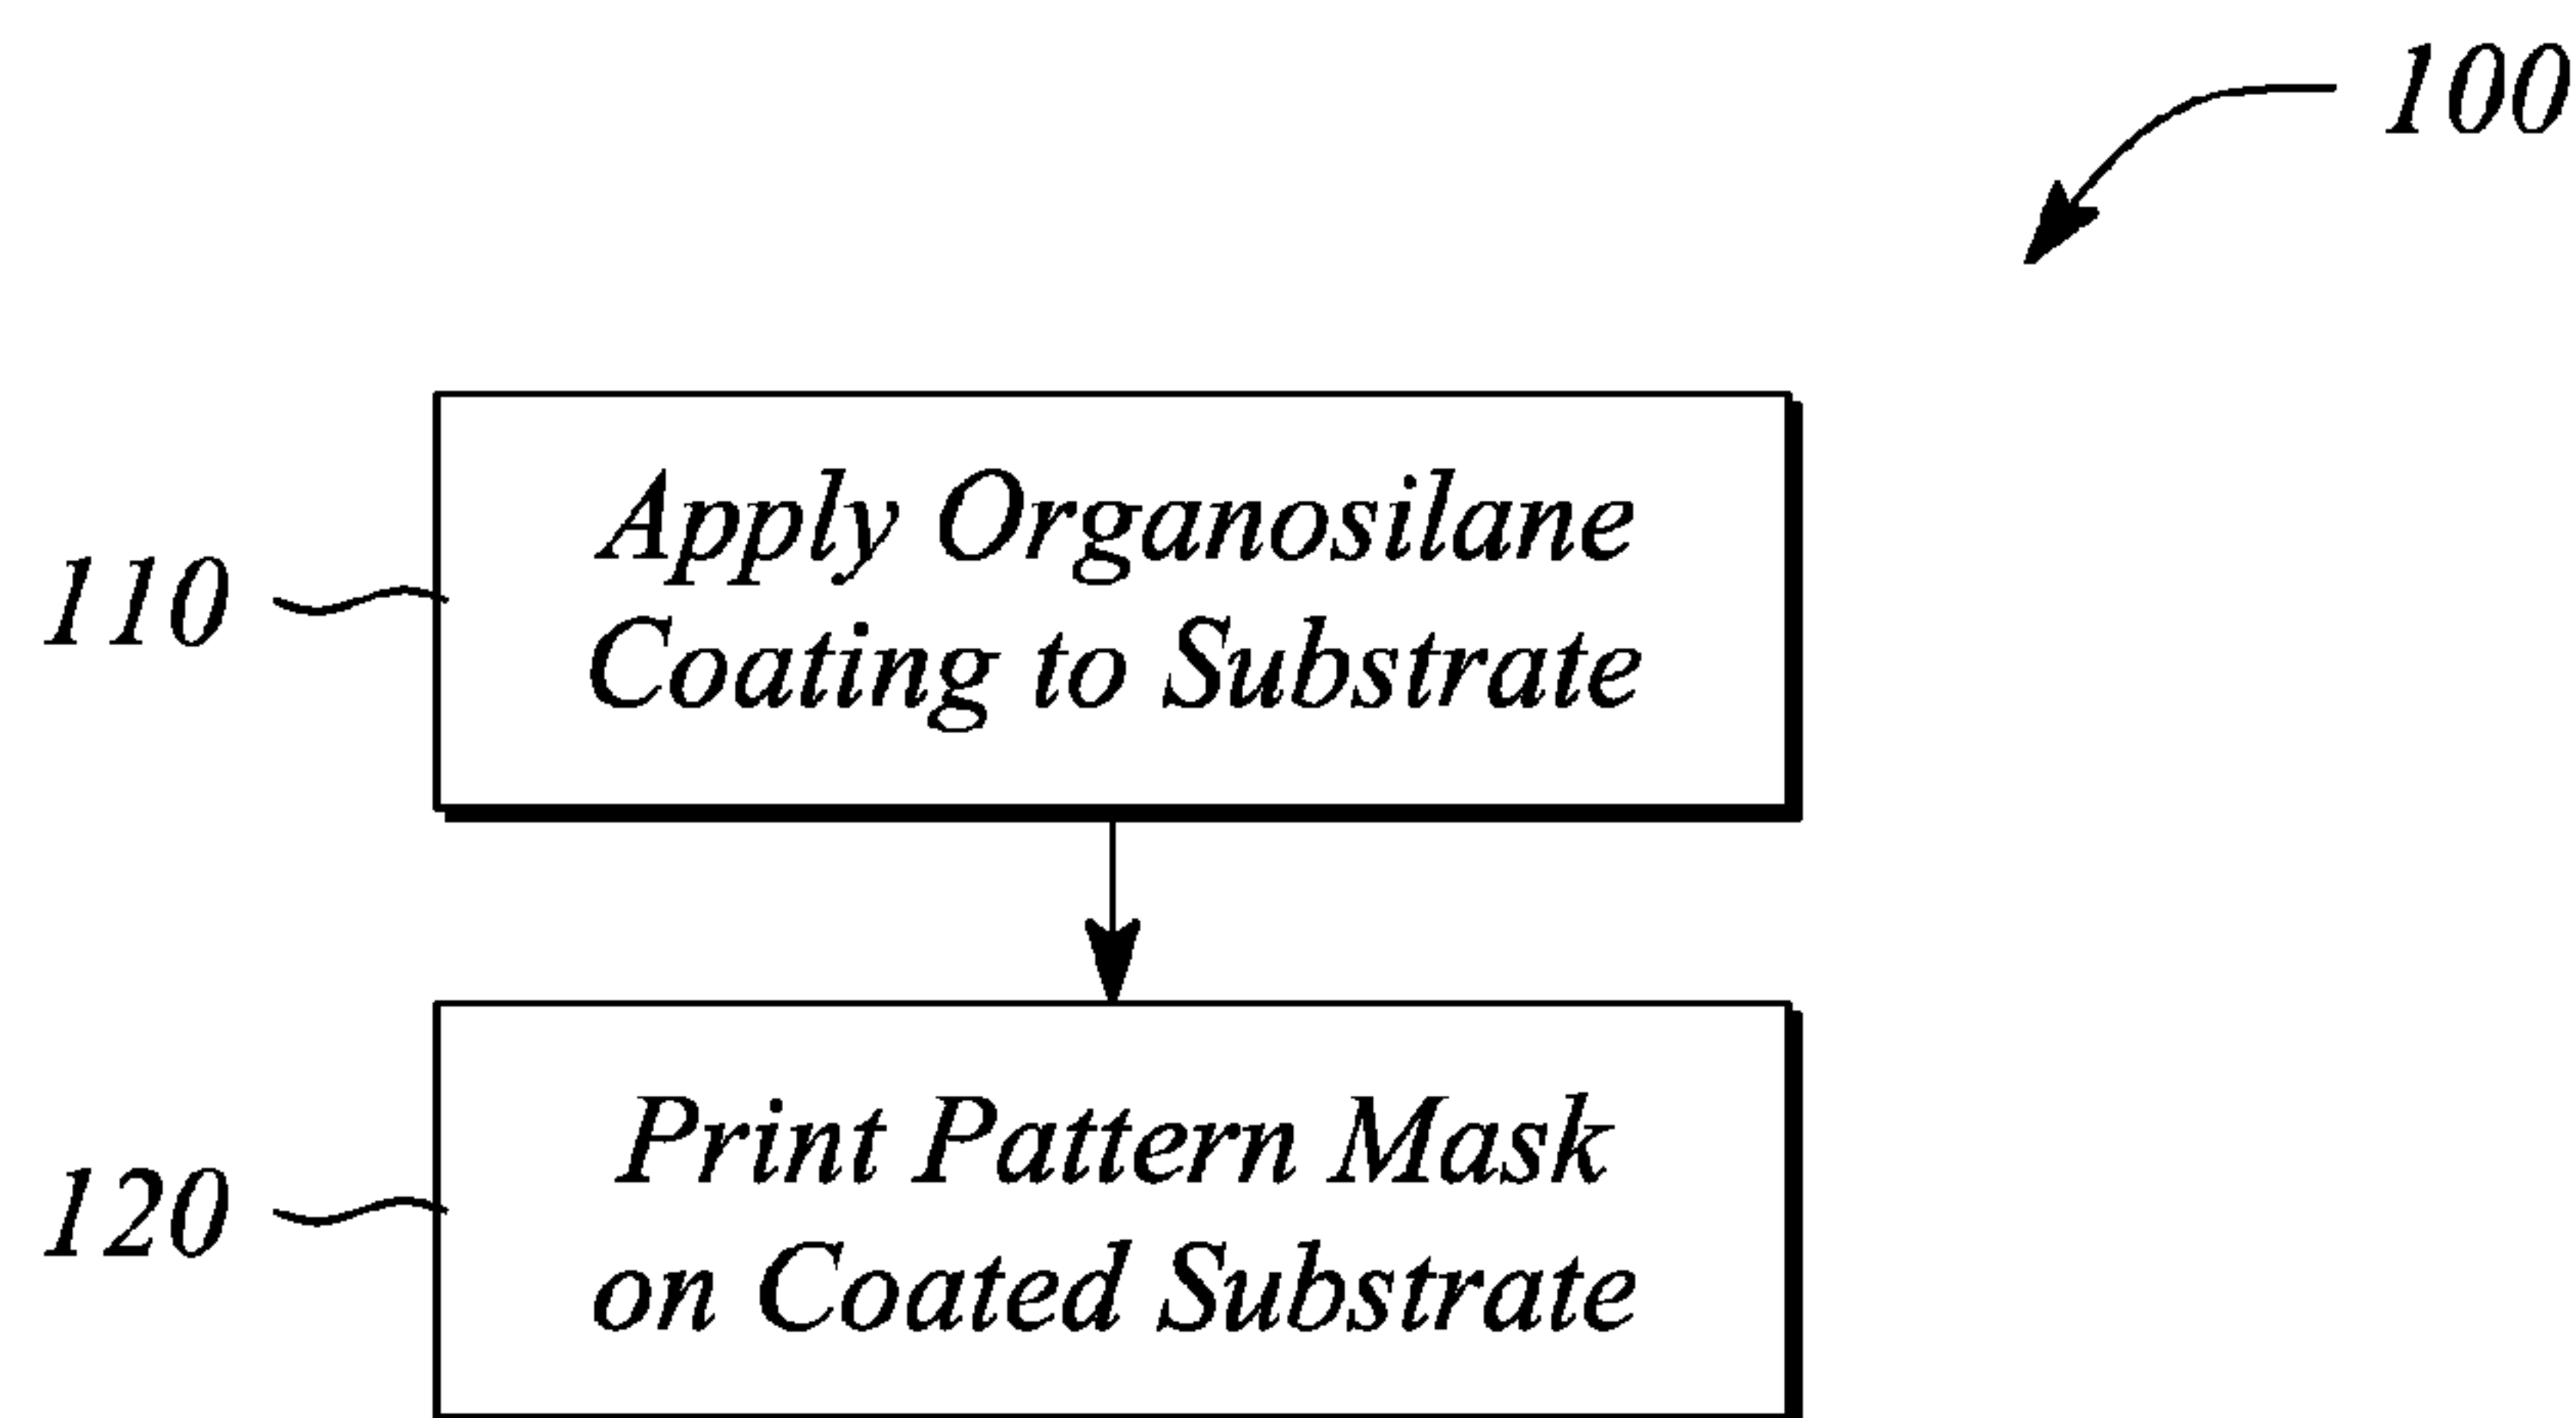 100
110
Apply Organosilane
Coating to Substrate
120
Print Pattern Mask
on Coated Substrate